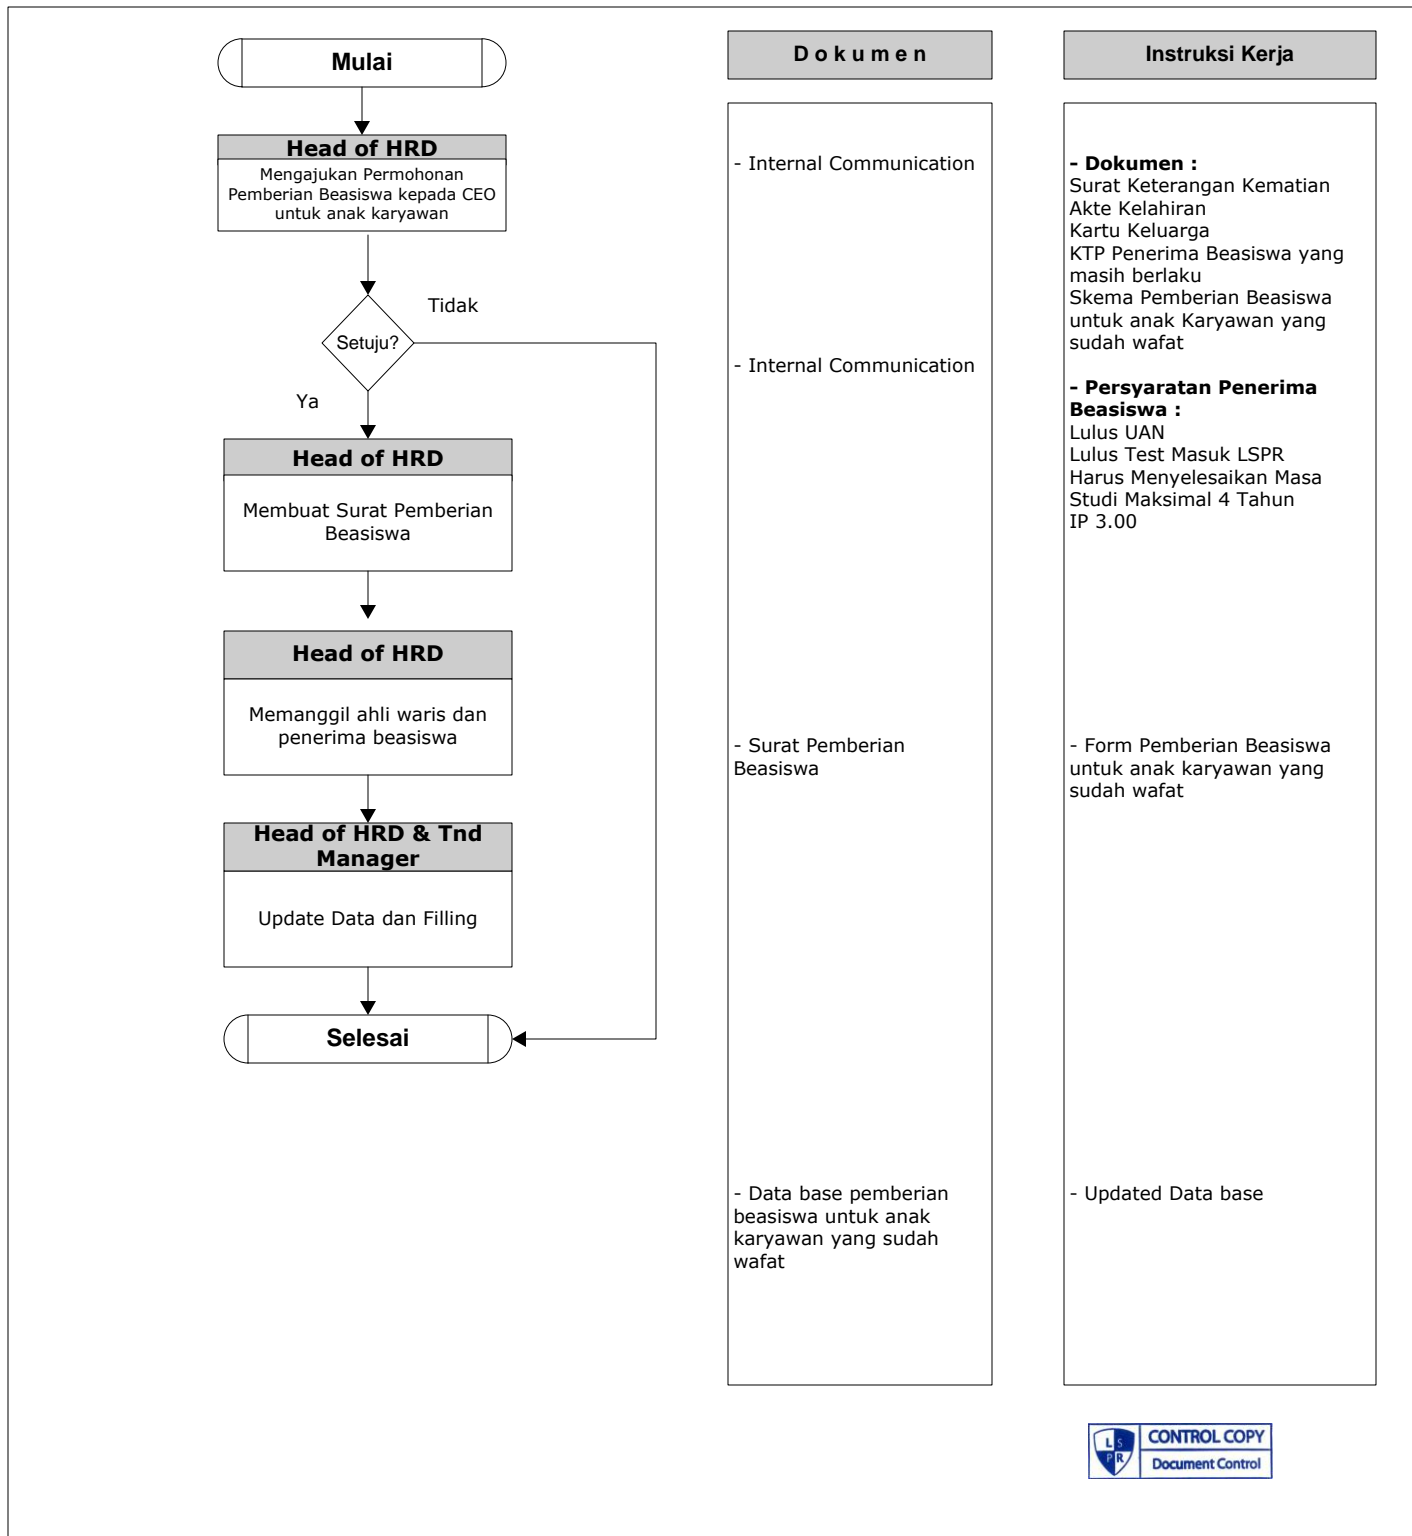 Mulai
Head of HRD
Mengajukan Permohonan
Pemberian Beasiswa kepada CEO
untuk anak karyawan
Tidak
Setuju?
Ya
Head of HRD
Membuat Surat Pemberian
Beasiswa
Head of HRD
Memanggil ahli waris dan
penerima beasiswa
Head of HRD & Tnd
Manager
Update Data dan Filling
Selesai
D o k u m e n
- Internal Communication
- Internal Communication
- Surat Pemberian
Beasiswa
- Data base pemberian
beasiswa untuk anak
karyawan yang sudah
wafat
Instruksi Kerja
- Dokumen :
Surat Keterangan Kematian
Akte Kelahiran
Kartu Keluarga
KTP Penerima Beasiswa yang
masih berlaku
Skema Pemberian Beasiswa
untuk anak Karyawan yang
sudah wafat
- Persyaratan Penerima
Beasiswa :
Lulus UAN
Lulus Test Masuk LSPR
Harus Menyelesaikan Masa
Studi Maksimal 4 Tahun
IP 3.00
- Form Pemberian Beasiswa
untuk anak karyawan yang
sudah wafat
- Updated Data base
L S
P R
CONTROL COPY
Document Control